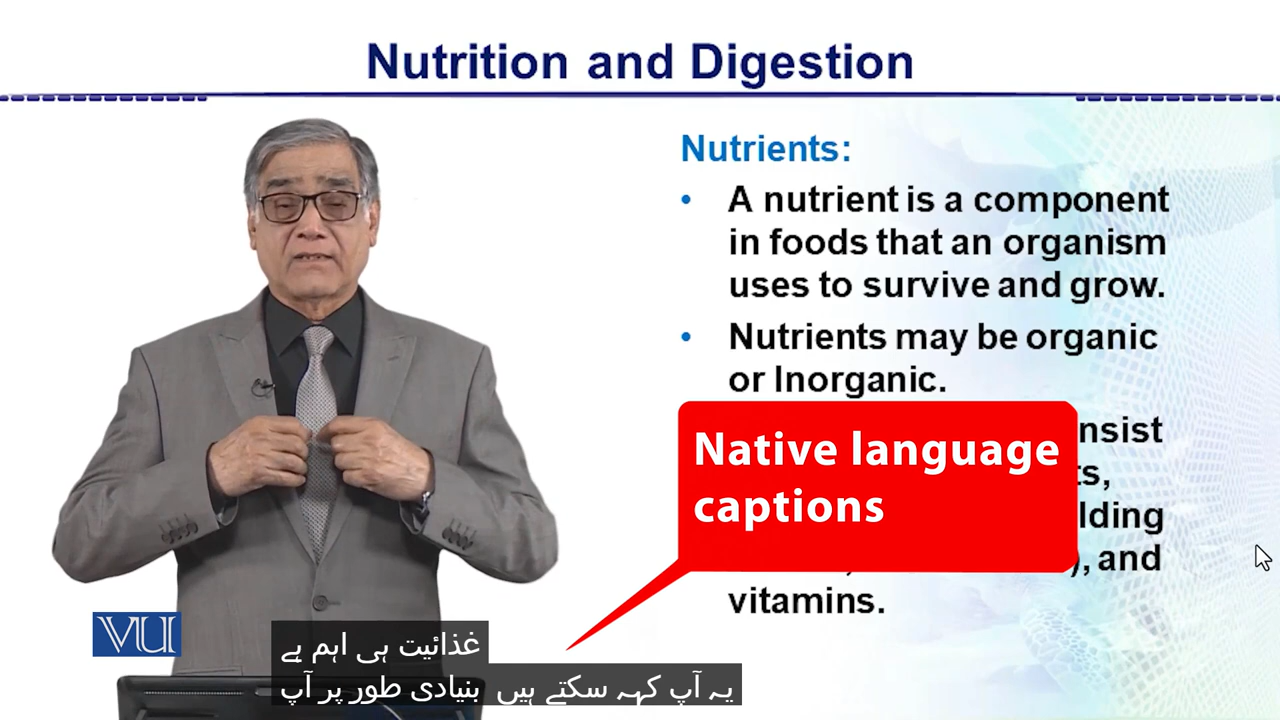 Nutrition and Digestion
Nutrients:
• A nutrient is a component
in foods that an organism
uses to survive and grow.
• Nutrients may be organic
or Inorganic.
nsist
ts,
lding
), and
vitamins.
Native language
captions
VU
غذائیت ہی اہم ہے
یہ آپ کہہ سکتے ہیں بنیادی طور پر آپ